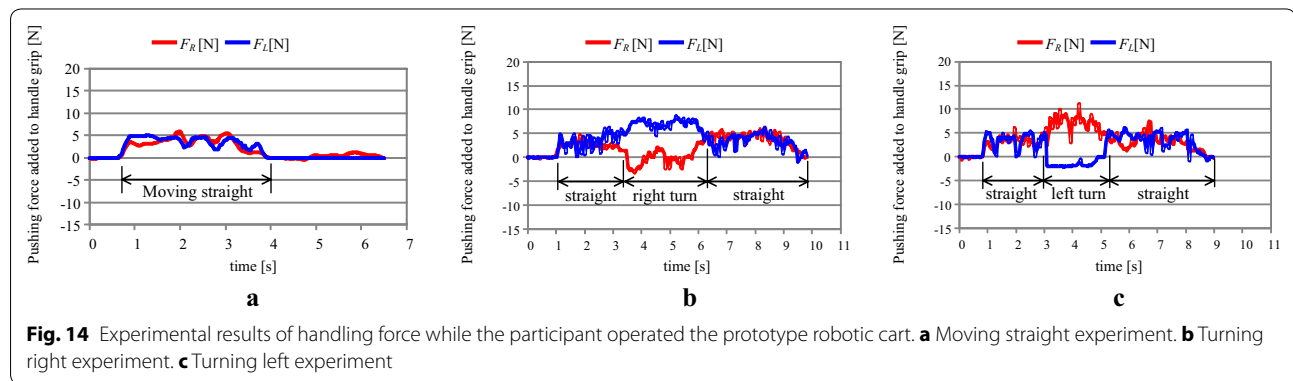 F_R [N] F_L[N]
Pushing force added to handle grip [N]
20
15
10
5
0
-5
-10
-15
Moving straight
0 1 2 3 4 5 6 7
time [s]
a
F_R [N] F_L[N]
Pushing force added to handle grip [N]
20
15
10
5
0
-5
-10
-15
straight right turn straight
0 1 2 3 4 5 6 7 8 9 10 11
time [s]
b
F_R [N] F_L[N]
Pushing force added to handle grip [N]
20
15
10
5
0
-5
-10
-15
straight left turn straight
0 1 2 3 4 5 6 7 8 9 10 11
time [s]
c
Fig. 14 Experimental results of handling force while the participant operated the prototype robotic cart. a Moving straight experiment. b Turning
right experiment. c Turning left experiment